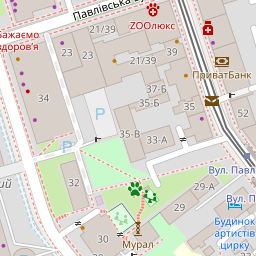 Павлівська в
21/39
ZOOлюкс
бажаємо
здоров'я
21/39
ПриватБанк
37-Б
35-Б
34
23
35-В
33-А
P
P
Вул. Павл
32
29-А
29
Будинок
артистів
цирку
30
Мурал
28